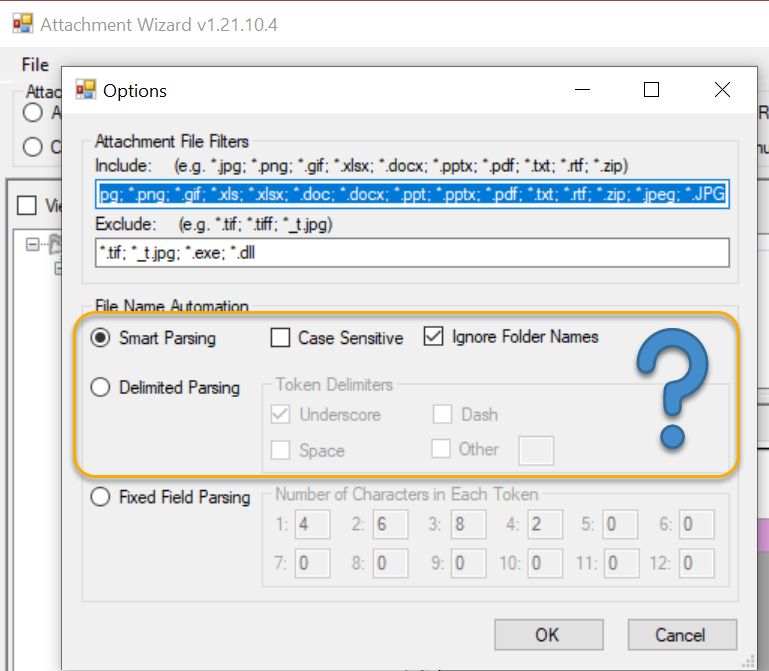 Attachment Wizard v1.21.10.4
File
Options
Attac
Attachment File Filters
Include: (e.g. *.jpg; *.png; *.gif; *.xlsx; *.docx; *.pptx; *.pdf; *.txt; *.rtf; *.zip)
pg; *.png; *.gif; *.xls; *.xlsx; *.doc; *.docx; *.ppt; *.pptx; *.pdf; *.txt; *.rtf; *.zip; *.jpeg; *.JPG
Exclude: (e.g. *.tif; *.tiff; *_t.jpg)
*.tif; *_t.jpg; *.exe; *.dll
File Name Automation
Smart Parsing Case Sensitive Ignore Folder Names
Delimited Parsing Token Delimiters
Underscore Dash
Space Other
?
Fixed Field Parsing Number of Characters in Each Token
1: 4 2: 6 3: 8 4: 2 5: 0 6: 0
7: 0 8: 0 9: 0 10: 0 11: 0 12: 0
OK Cancel